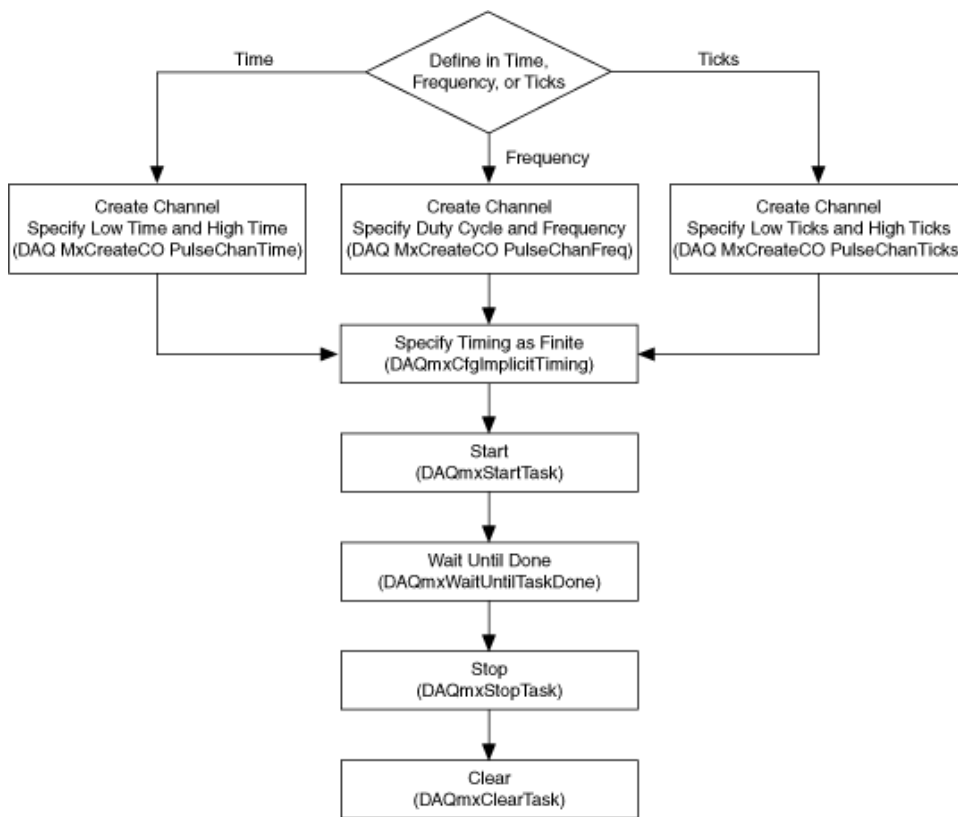 Define in Time,
Frequency, or Ticks
Time
Ticks
Frequency
Create Channel
Specify Low Time and High Time
(DAQ MxCreateCO PulseChanTime)
Create Channel
Specify Duty Cycle and Frequency
(DAQ MxCreateCO PulseChanFreq)
Create Channel
Specify Low Ticks and High Ticks
(DAQ MxCreateCO PulseChanTicks
Specify Timing as Finite
(DAQmxCfgImplicitTiming)
Start
(DAQmxStartTask)
Wait Until Done
(DAQmxWaitUntilTaskDone)
Stop
(DAQmxStopTask)
Clear
(DAQmxClearTask)